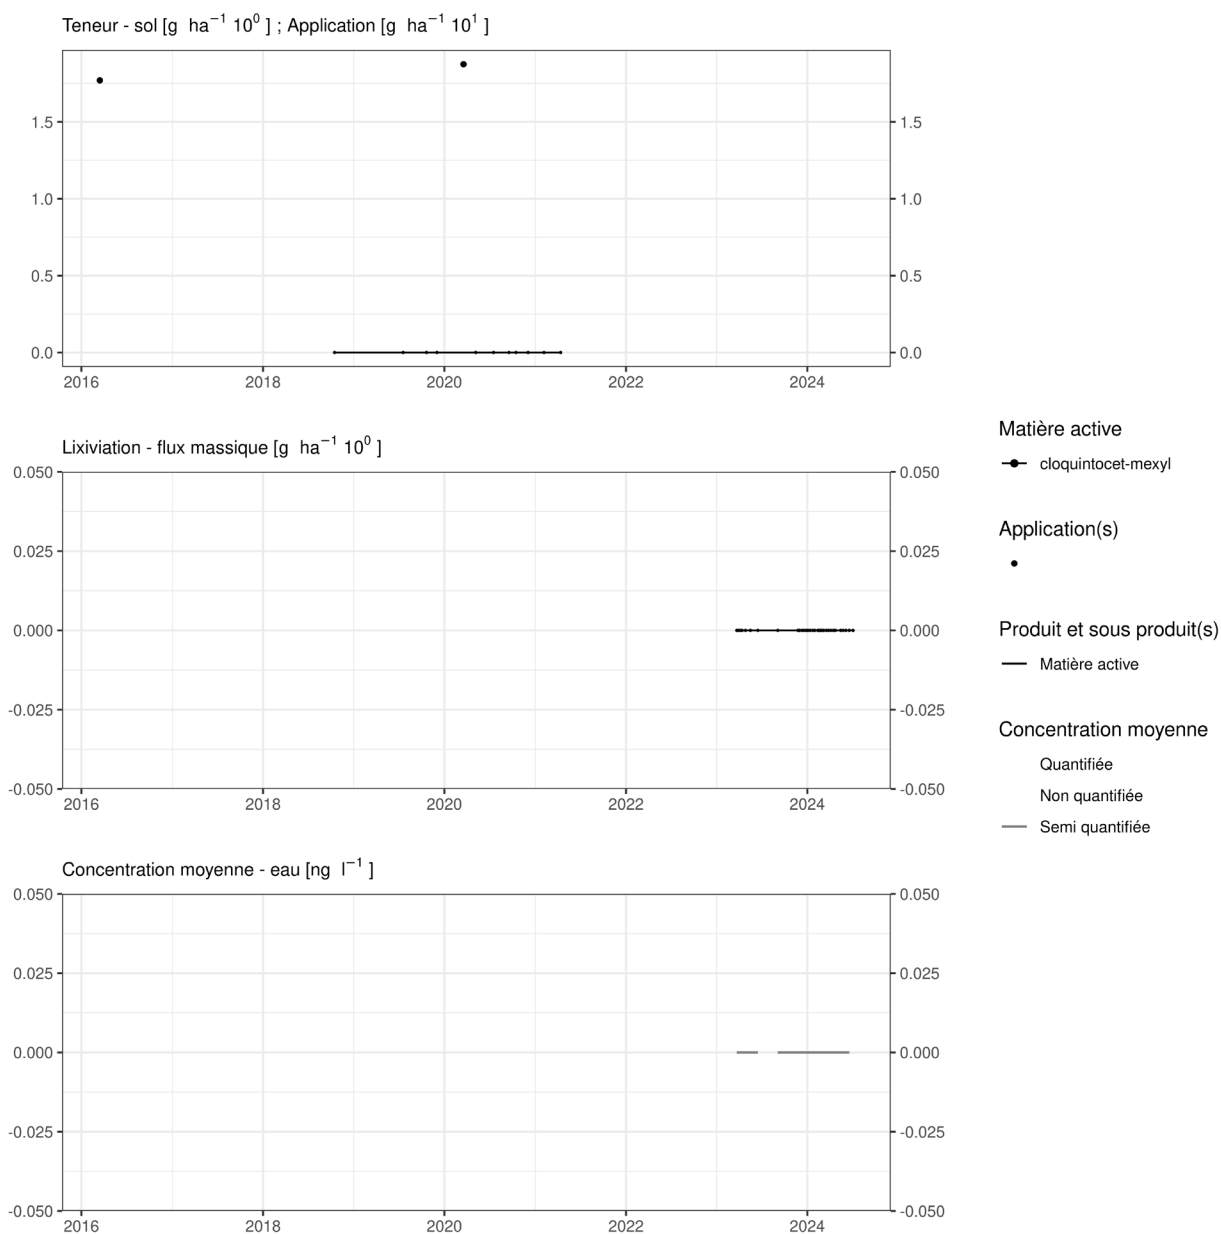 Teneur - sol [g ha⁻¹ 10⁰ ] ; Application [g ha⁻¹ 10¹ ]
1.5 1.5
1.0 1.0
0.5 0.5
0.0 0.0
2016 2018 2020 2022 2024
Lixiviation - flux massique [g ha⁻¹ 10⁰ ]
0.050 0.050
0.025 0.025
0.000 0.000
-0.025 -0.025
-0.050 -0.050
2016 2018 2020 2022 2024
Concentration moyenne - eau [ng l⁻¹ ]
0.050 0.050
0.025 0.025
0.000 0.000
-0.025 -0.025
-0.050 -0.050
2016 2018 2020 2022 2024
Matière active
cloquintocet-mexyl
Application(s)
Produit et sous produit(s)
Matière active
Concentration moyenne
Quantifiée
Non quantifiée
Semi quantifiée